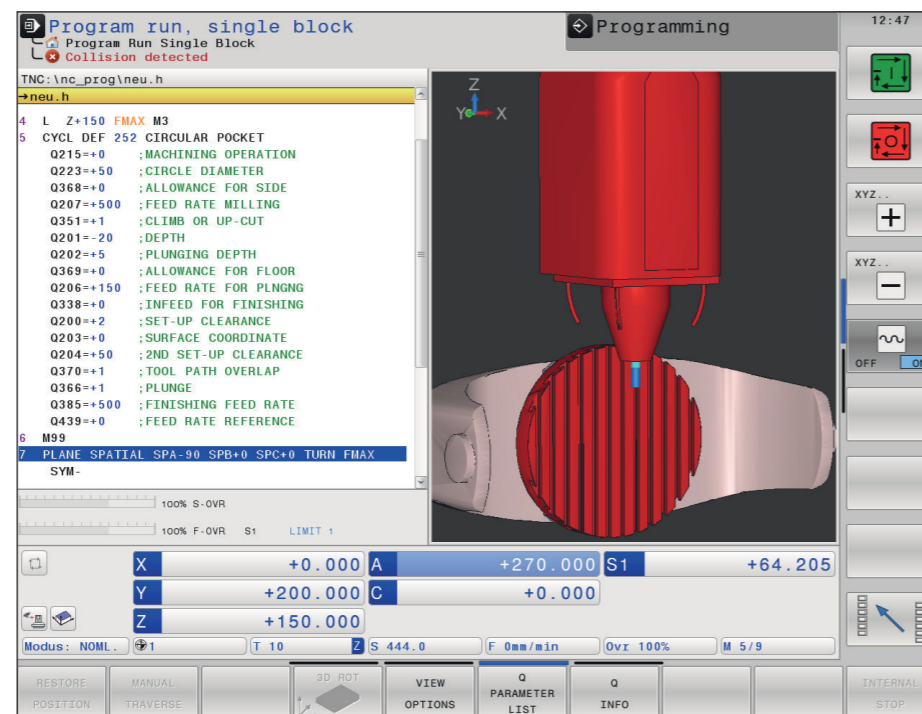 Program run, single block
Programming
12:47
Program Run Single Block
Collision detected
TNC:\nc_prog\neu.h
→neu.h
4 L Z+150 FMAX M3
5 CYCL DEF 252 CIRCULAR POCKET
Q215=+0 ;MACHINING OPERATION
Q223=+50 ;CIRCLE DIAMETER
Q368=+0 ;ALLOWANCE FOR SIDE
Q207=+500 ;FEED RATE MILLING
Q351=+1 ;CLIMB OR UP-CUT
Q201=-20 ;DEPTH
Q202=+5 ;PLUNGING DEPTH
Q369=+0 ;ALLOWANCE FOR FLOOR
Q206=+150 ;FEED RATE FOR PLNGNG
Q338=+0 ;INFEED FOR FINISHING
Q200=+2 ;SET-UP CLEARANCE
Q203=+0 ;SURFACE COORDINATE
Q204=+50 ;2ND SET-UP CLEARANCE
Q370=+1 ;TOOL PATH OVERLAP
Q366=+1 ;PLUNGE
Q385=+500 ;FINISHING FEED RATE
Q439=+0 ;FEED RATE REFERENCE
6 M99
7 PLANE SPATIAL SPA-90 SPB+0 SPC+0 TURN FMAX
SYM-
Z
Y X
XYZ..
+
XYZ..
−
OFF ON
100% S-OVR
100% F-OVR S1 LIMIT 1
X +0.000 A +270.000 S1 +64.205
Y +200.000 C +0.000
Z +150.000
Modus: NOML. 1 T 10 Z S 444.0 F 0mm/min Ovr 100% M 5/9
RESTORE POSITION
MANUAL TRAVERSE
3D ROT
VIEW OPTIONS
Q PARAMETER LIST
Q INFO
INTERNAL STOP